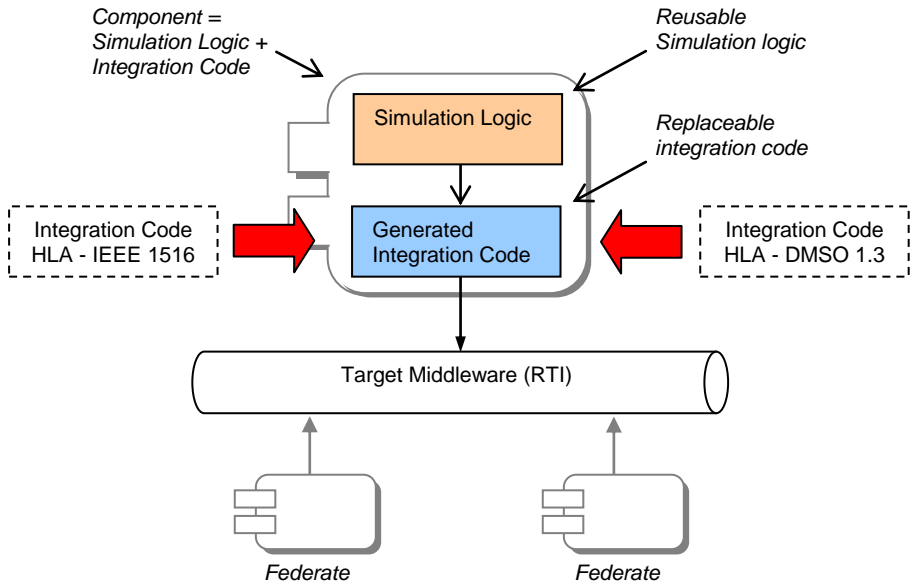 Component =
Simulation Logic +
Integration Code
Reusable
Simulation logic
Simulation Logic
Replaceable
integration code
Integration Code
HLA - IEEE 1516
Generated
Integration Code
Integration Code
HLA - DMSO 1.3
Target Middleware (RTI)
Federate
Federate